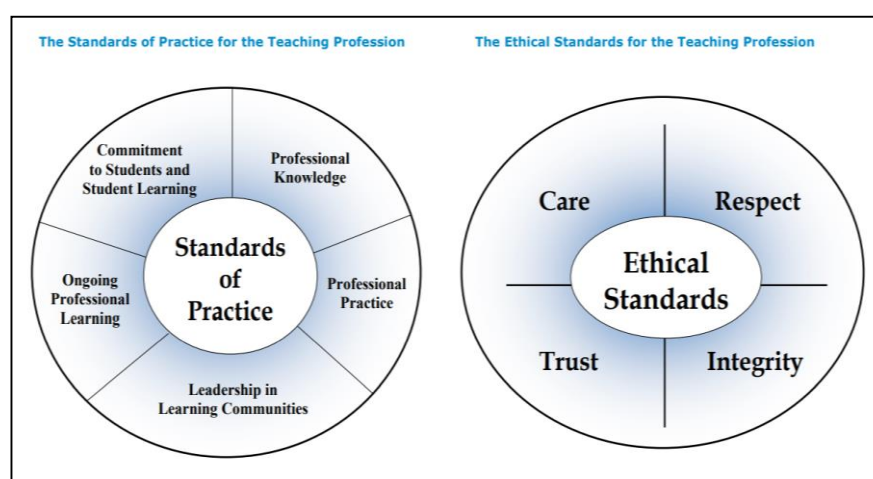 The Standards of Practice for the Teaching Profession
The Ethical Standards for the Teaching Profession
Commitment
to Students and
Student Learning
Professional
Knowledge
Ongoing
Professional
Learning
Standards
of
Practice
Professional
Practice
Leadership in
Learning Communities
Care
Respect
Ethical
Standards
Trust
Integrity